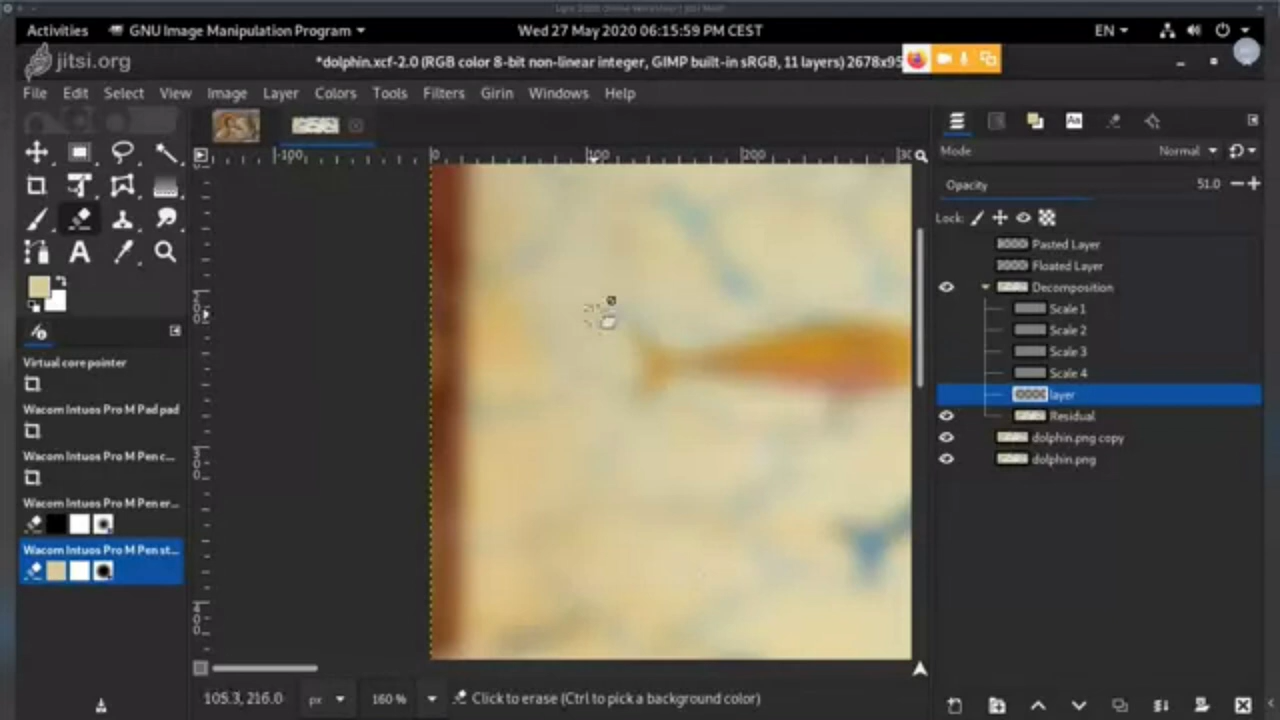 Activities GNU Image Manipulation Program Wed 27 May 2020 06:15:59 PM CEST EN
jitsi.org *dolphin.xcf-2.0 (RGB color 8-bit non-linear integer, GIMP built-in sRGB, 11 layers) 2678x95
File Edit Select View Image Layer Colors Tools Filters Girin Windows Help
-100 0 100 200
Mode Normal
Opacity 51.0
Lock:
Pasted Layer
Floated Layer
Decomposition
Scale 1
Scale 2
Scale 3
Scale 4
layer
Residual
dolphin.png copy
dolphin.png
Aa
A
Virtual core pointer
Wacom Intuos Pro M Pad pad
Wacom Intuos Pro M Pen c...
Wacom Intuos Pro M Pen er...
Wacom Intuos Pro M Pen st...
200
300
400
105.3, 216.0 px 160 % Click to erase (Ctrl to pick a background color)